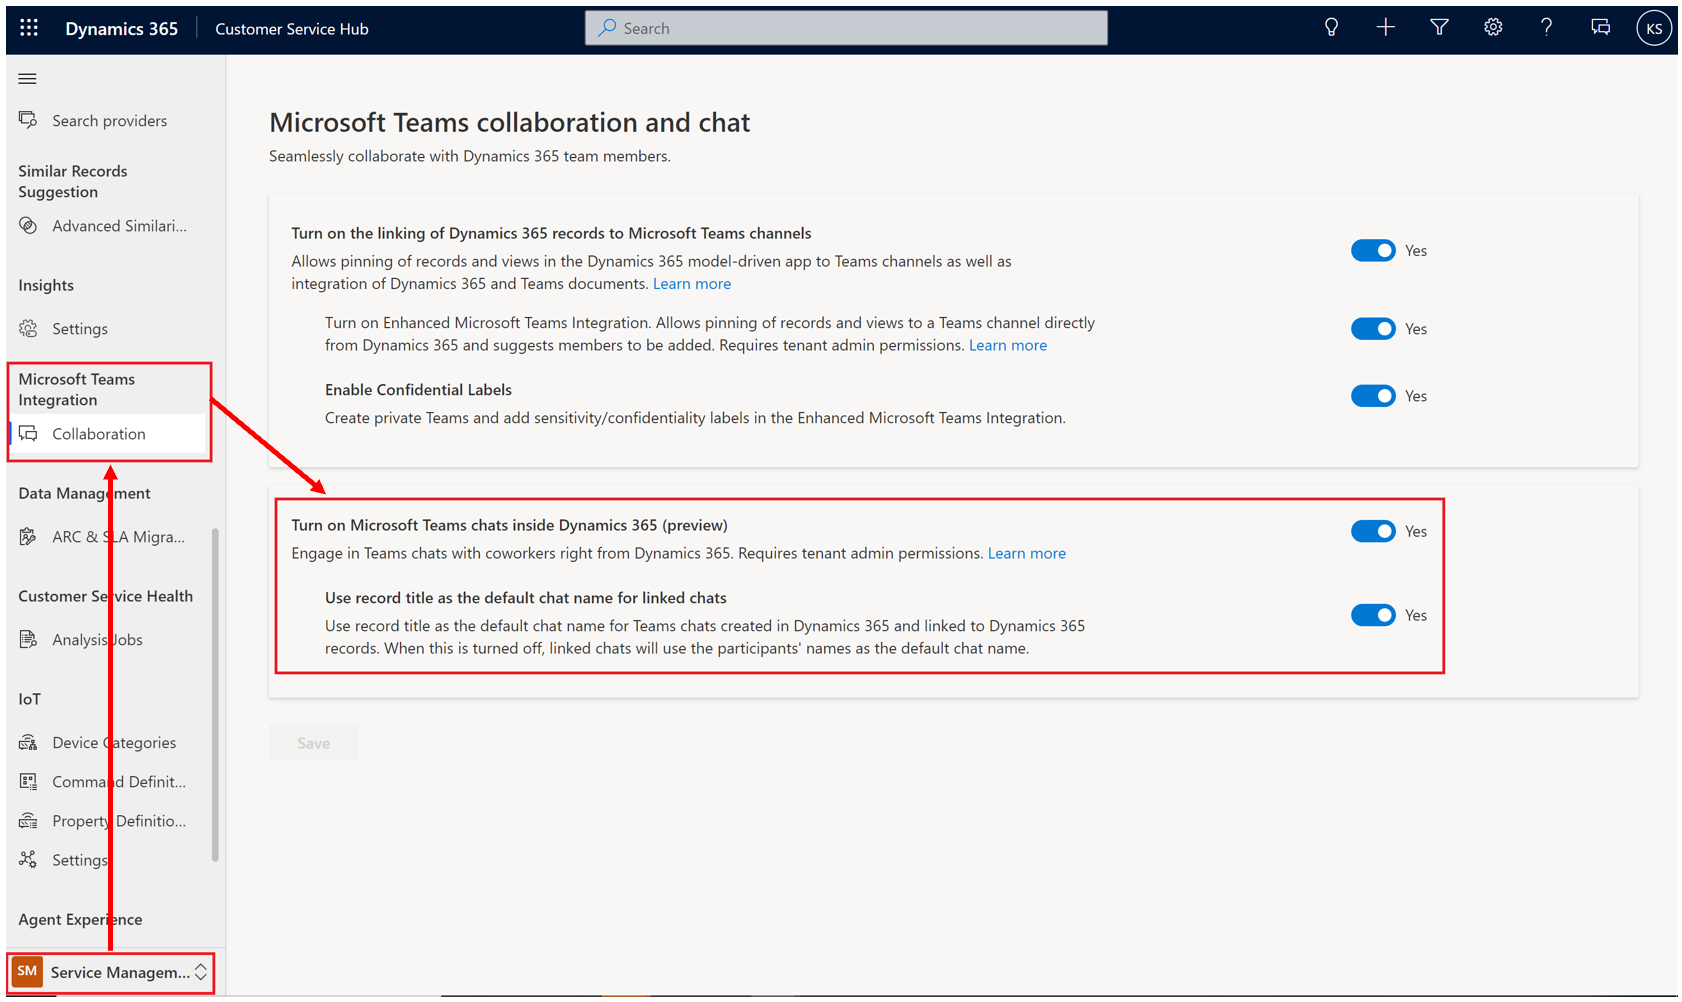 Dynamics 365
Customer Service Hub
Search
KS
Search providers
Similar Records
Suggestion
Advanced Similari...
Insights
Settings
Microsoft Teams
Integration
Collaboration
Data Management
ARC & SLA Migra...
Customer Service Health
Analysis Jobs
IoT
Device Categories
Command Definit...
Property Definitio...
Settings
Agent Experience
SM
Service Managem...
Microsoft Teams collaboration and chat
Seamlessly collaborate with Dynamics 365 team members.
Turn on the linking of Dynamics 365 records to Microsoft Teams channels
Yes
Allows pinning of records and views in the Dynamics 365 model-driven app to Teams channels as well as
integration of Dynamics 365 and Teams documents. Learn more
Turn on Enhanced Microsoft Teams Integration. Allows pinning of records and views to a Teams channel directly
from Dynamics 365 and suggests members to be added. Requires tenant admin permissions. Learn more
Yes
Enable Confidential Labels
Yes
Create private Teams and add sensitivity/confidentiality labels in the Enhanced Microsoft Teams Integration.
Turn on Microsoft Teams chats inside Dynamics 365 (preview)
Yes
Engage in Teams chats with coworkers right from Dynamics 365. Requires tenant admin permissions. Learn more
Use record title as the default chat name for linked chats
Yes
Use record title as the default chat name for Teams chats created in Dynamics 365 and linked to Dynamics 365
records. When this is turned off, linked chats will use the participants' names as the default chat name.
Save